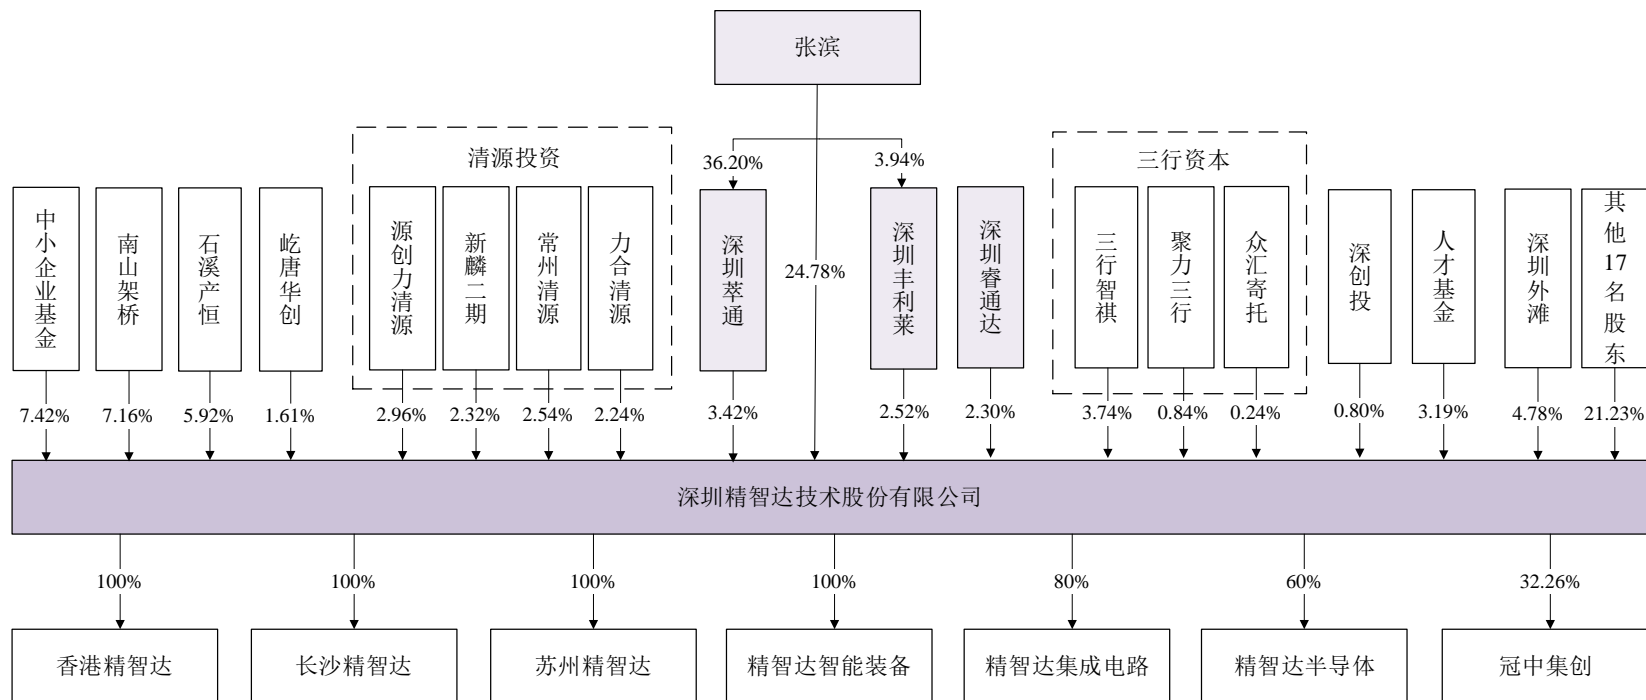 张滨
清源投资
三行资本
36.20%
3.94%
24.78%
中小企业基金
南山架桥
石溪产恒
屹唐华创
源创力清源
新麟二期
常州清源
力合清源
深圳萃通
深圳丰利莱
深圳睿通达
三行智祺
聚力三行
众汇寄托
深创投
人才基金
深圳外滩
其他17名股东
7.42%
7.16%
5.92%
1.61%
2.96%
2.32%
2.54%
2.24%
3.42%
2.52%
2.30%
3.74%
0.84%
0.24%
0.80%
3.19%
4.78%
21.23%
深圳精智达技术股份有限公司
100%
100%
100%
100%
80%
60%
32.26%
香港精智达
长沙精智达
苏州精智达
精智达智能装备
精智达集成电路
精智达半导体
冠中集创